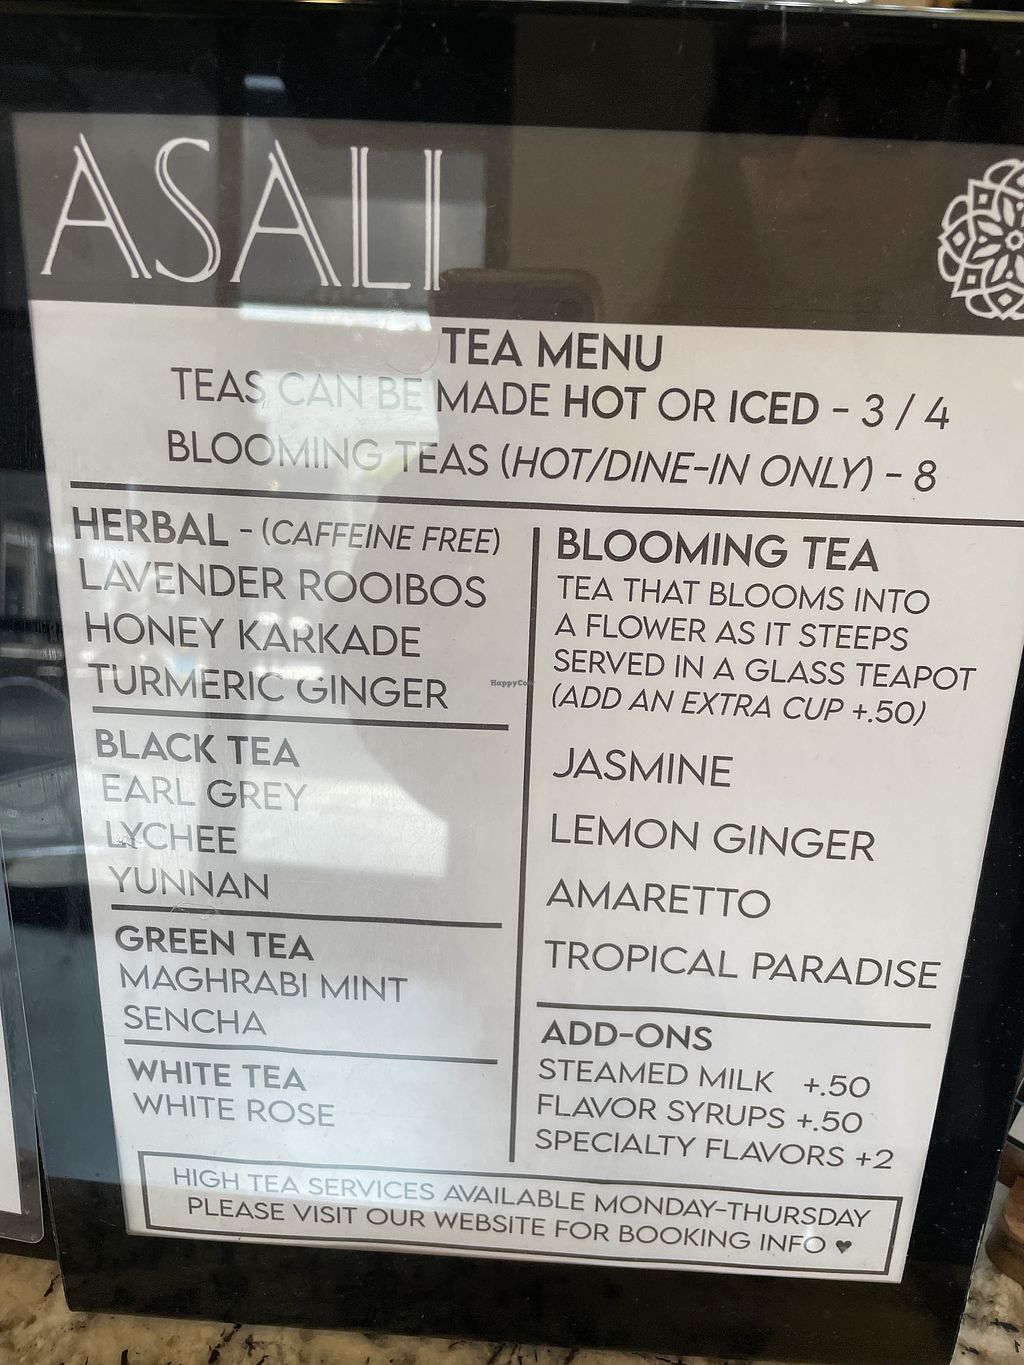 ASALI
TEA MENU
TEAS CAN BE MADE HOT OR ICED - 3 / 4
BLOOMING TEAS (HOT/DINE-IN ONLY) - 8
HERBAL - (CAFFEINE FREE)
LAVENDER ROOIBOS
HONEY KARKADE
TURMERIC GINGER
BLACK TEA
EARL GREY
LYCHEE
YUNNAN
GREEN TEA
MAGHRABI MINT
SENCHA
WHITE TEA
WHITE ROSE
BLOOMING TEA
TEA THAT BLOOMS INTO
A FLOWER AS IT STEEPS
SERVED IN A GLASS TEAPOT
(ADD AN EXTRA CUP +.50)
JASMINE
LEMON GINGER
AMARETTO
TROPICAL PARADISE
ADD-ONS
STEAMED MILK +.50
FLAVOR SYRUPS +.50
SPECIALTY FLAVORS +2
HIGH TEA SERVICES AVAILABLE MONDAY-THURSDAY
PLEASE VISIT OUR WEBSITE FOR BOOKING INFO ♥
HappyCow